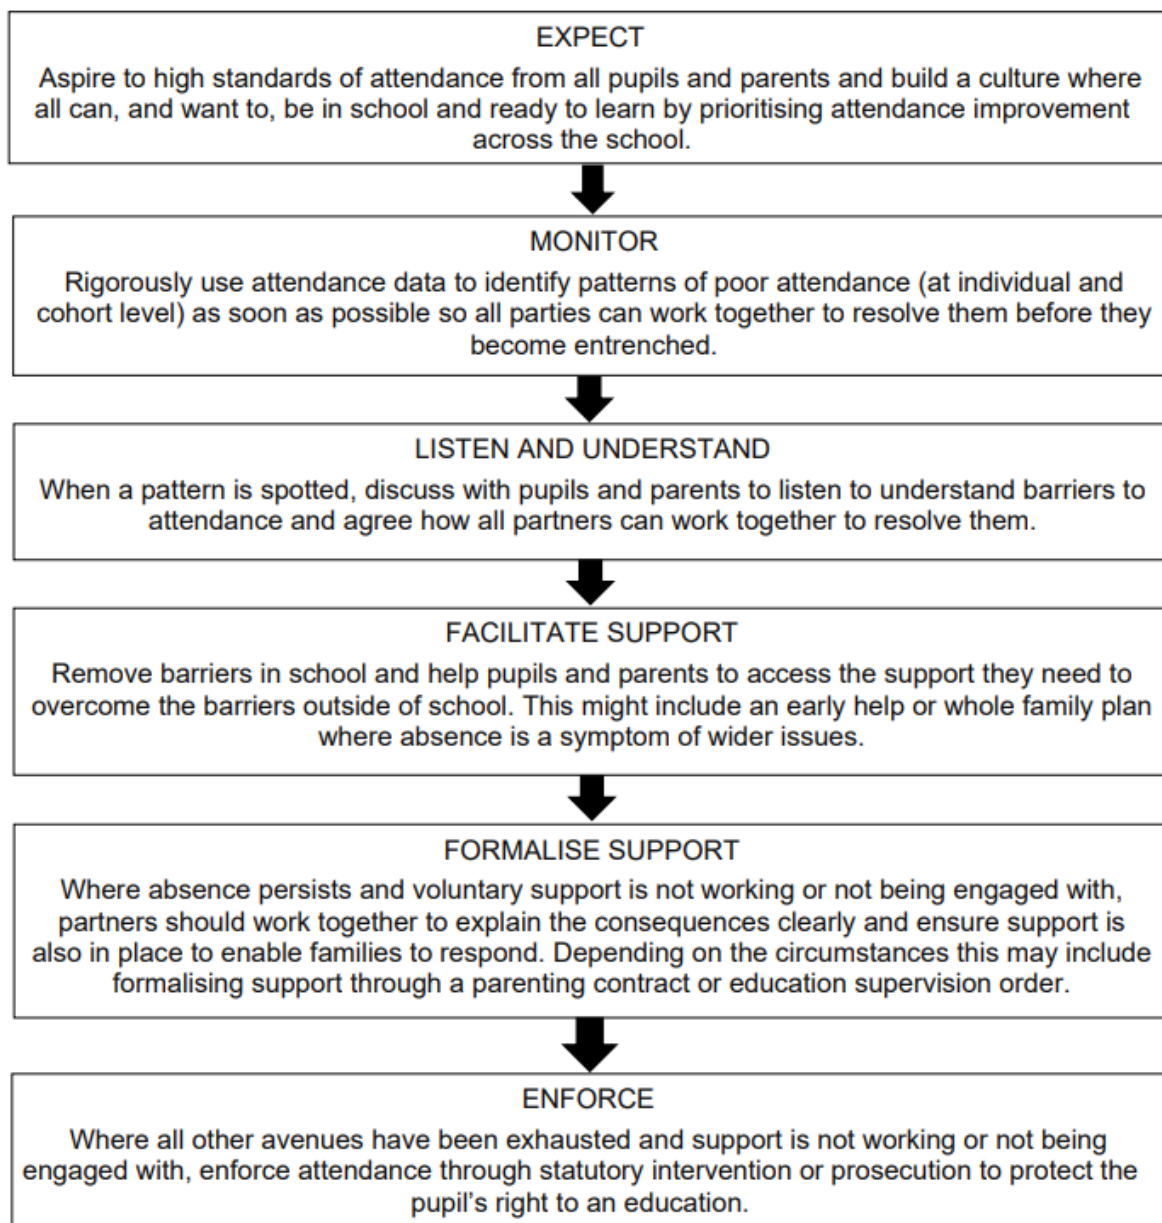 EXPECT
Aspire to high standards of attendance from all pupils and parents and build a culture where
all can, and want to, be in school and ready to learn by prioritising attendance improvement
across the school.
MONITOR
Rigorously use attendance data to identify patterns of poor attendance (at individual and
cohort level) as soon as possible so all parties can work together to resolve them before they
become entrenched.
LISTEN AND UNDERSTAND
When a pattern is spotted, discuss with pupils and parents to listen to understand barriers to
attendance and agree how all partners can work together to resolve them.
FACILITATE SUPPORT
Remove barriers in school and help pupils and parents to access the support they need to
overcome the barriers outside of school. This might include an early help or whole family plan
where absence is a symptom of wider issues.
FORMALISE SUPPORT
Where absence persists and voluntary support is not working or not being engaged with,
partners should work together to explain the consequences clearly and ensure support is
also in place to enable families to respond. Depending on the circumstances this may include
formalising support through a parenting contract or education supervision order.
ENFORCE
Where all other avenues have been exhausted and support is not working or not being
engaged with, enforce attendance through statutory intervention or prosecution to protect the
pupil's right to an education.